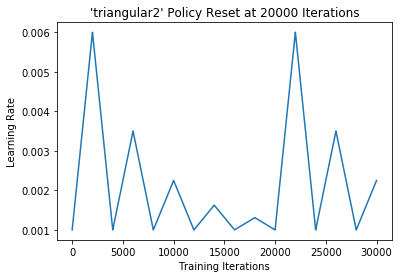 'triangular2' Policy Reset at 20000 Iterations
0.006
0.005
0.004
0.003
0.002
0.001
Learning Rate
0 5000 10000 15000 20000 25000 30000
Training Iterations